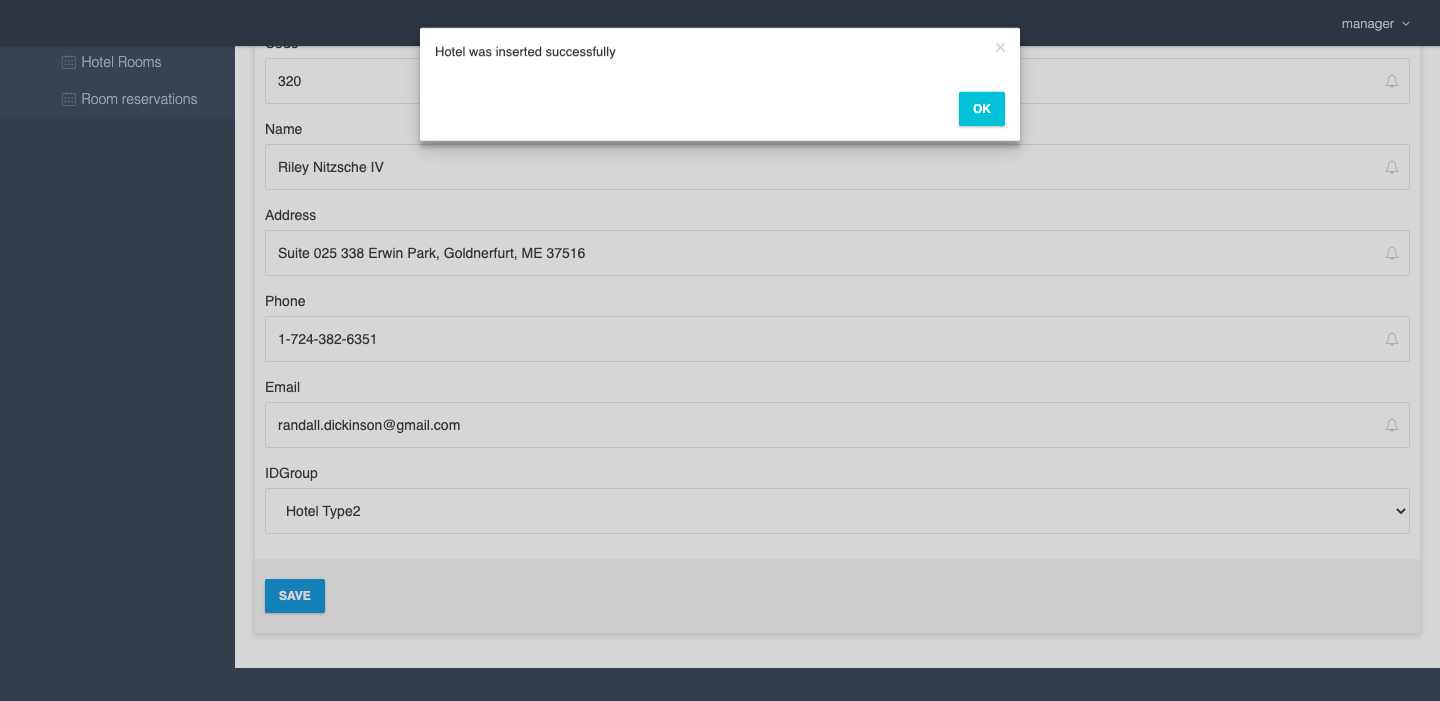 manager
Hotel was inserted successfully
×
OK
Hotel Rooms
Room reservations
320
Name
Riley Nitzsche IV
Address
Suite 025 338 Erwin Park, Goldnerfurt, ME 37516
Phone
1-724-382-6351
Email
randall.dickinson@gmail.com
IDGroup
Hotel Type2
SAVE